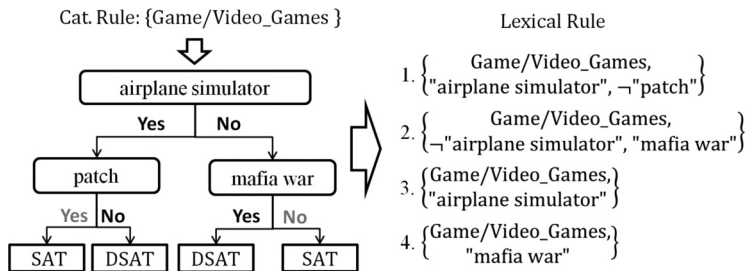 Cat. Rule: {Game/Video_Games }
airplane simulator
Yes No
patch
mafia war
Yes No
Yes No
SAT
DSAT
DSAT
SAT
Lexical Rule
1. {Game/Video_Games,
"airplane simulator", ¬"patch"}
2. {Game/Video_Games,
¬"airplane simulator", "mafia war"}
3. {Game/Video_Games,
"airplane simulator"}
4. {Game/Video_Games,
"mafia war"}